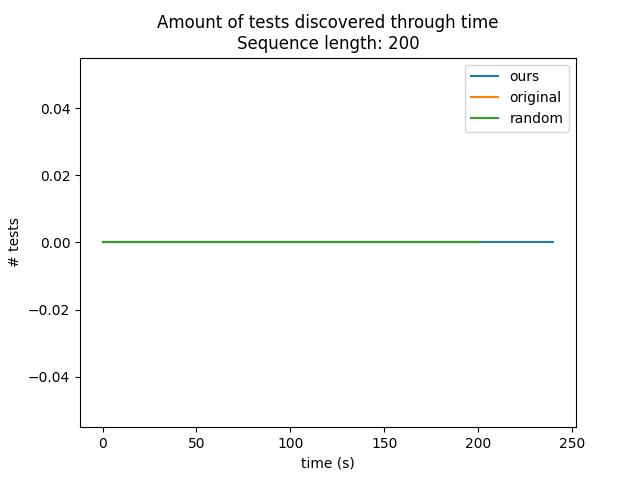 Amount of tests discovered through time
Sequence length: 200
ours
original
random
0.04
0.02
0.00
−0.02
−0.04
# tests
0
50
100
150
200
250
time (s)